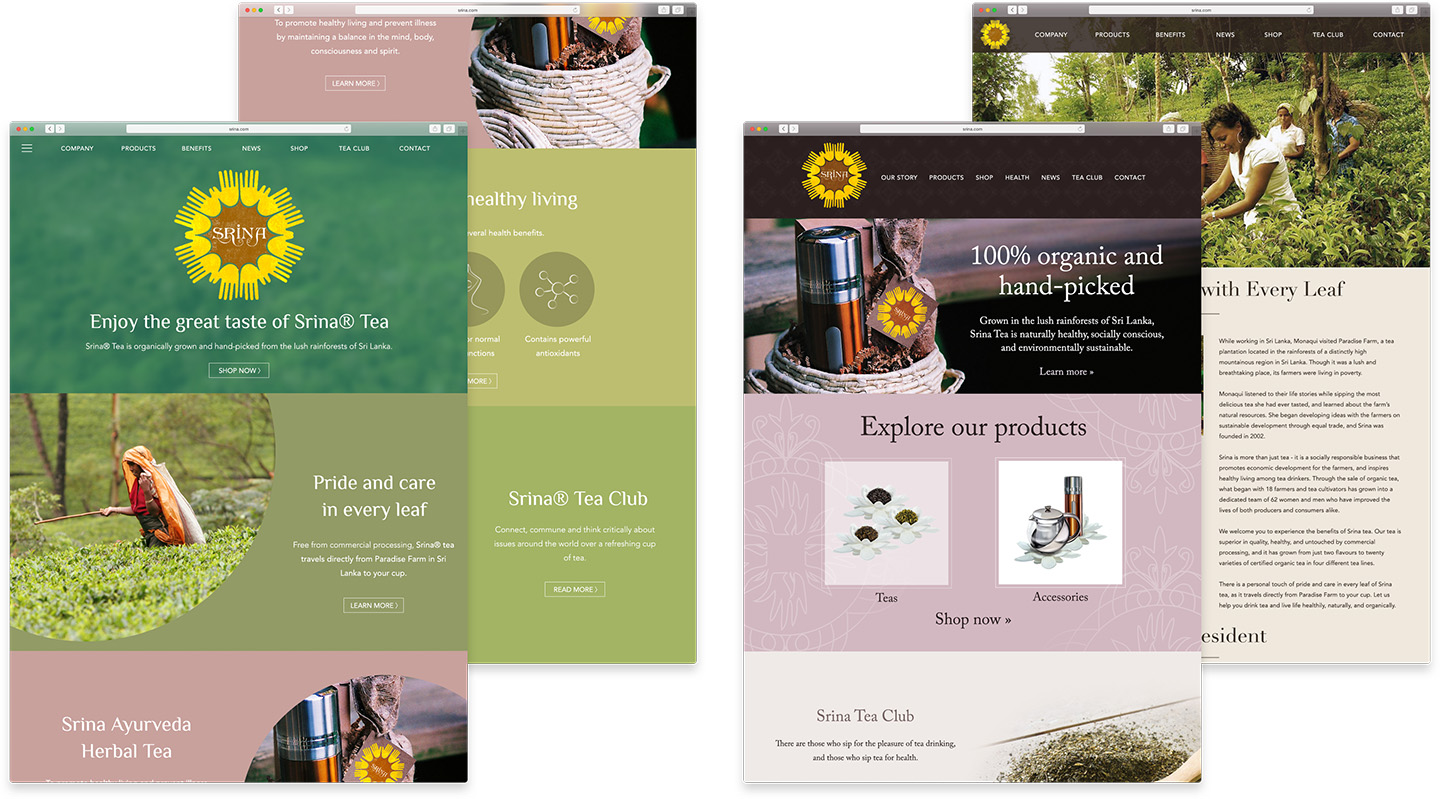 srina.com
To promote healthy living and prevent illness
by maintaining a balance in the mind, body,
consciousness and spirit.
LEARN MORE 〉
healthy living
several health benefits.
or normal
nctions
Contains powerful
antioxidants
MORE 〉
Srina® Tea Club
Connect, commune and think critically about
issues around the world over a refreshing cup
of tea.
READ MORE 〉
srina.com
COMPANY PRODUCTS BENEFITS NEWS SHOP TEA CLUB CONTACT
SRINA
Enjoy the great taste of Srina® Tea
Srina® Tea is organically grown and hand-picked from the lush rainforests of Sri Lanka.
SHOP NOW 〉
Pride and care
in every leaf
Free from commercial processing, Srina® tea
travels directly from Paradise Farm in Sri
Lanka to your cup.
LEARN MORE 〉
Srina Ayurveda
Herbal Tea
To promote healthy living and prevent illness
SRINA
srina.com
COMPANY PRODUCTS BENEFITS NEWS SHOP TEA CLUB CONTACT
with Every Leaf
While working in Sri Lanka, Monaqui visited Paradise Farm, a tea
plantation located in the rainforests of a distinctly high
mountainous region in Sri Lanka. Though it was a lush and
breathtaking place, its farmers were living in poverty.
Monaqui listened to their life stories while sipping the most
delicious tea she had ever tasted, and learned about the farm's
natural resources. She began developing ideas with the farmers on
sustainable development through equal trade, and Srina was
founded in 2002.
Srina is more than just tea - it is a socially responsible business that
promotes economic development for the farmers, and inspires
healthy living among tea drinkers. Through the sale of organic tea,
what began with 18 farmers and tea cultivators has grown into a
dedicated team of 62 women and men who have improved the
lives of both producers and consumers alike.
We welcome you to experience the benefits of Srina tea. Our tea is
superior in quality, healthy, and untouched by commercial
processing, and it has grown from just two flavours to twenty
varieties of certified organic tea in four different tea lines.
There is a personal touch of pride and care in every leaf of Srina
tea, as it travels directly from Paradise Farm to your cup. Let us
help you drink tea and live life healthily, naturally, and organically.
esident
srina.com
SRINA
OUR STORY PRODUCTS SHOP HEALTH NEWS TEA CLUB CONTACT
100% organic and
hand-picked
Grown in the lush rainforests of Sri Lanka,
Srina Tea is naturally healthy, socially conscious,
and environmentally sustainable.
Learn more »
SRINA
Explore our products
Teas
Accessories
Shop now »
Srina Tea Club
There are those who sip for the pleasure of tea drinking,
and those who sip tea for health.